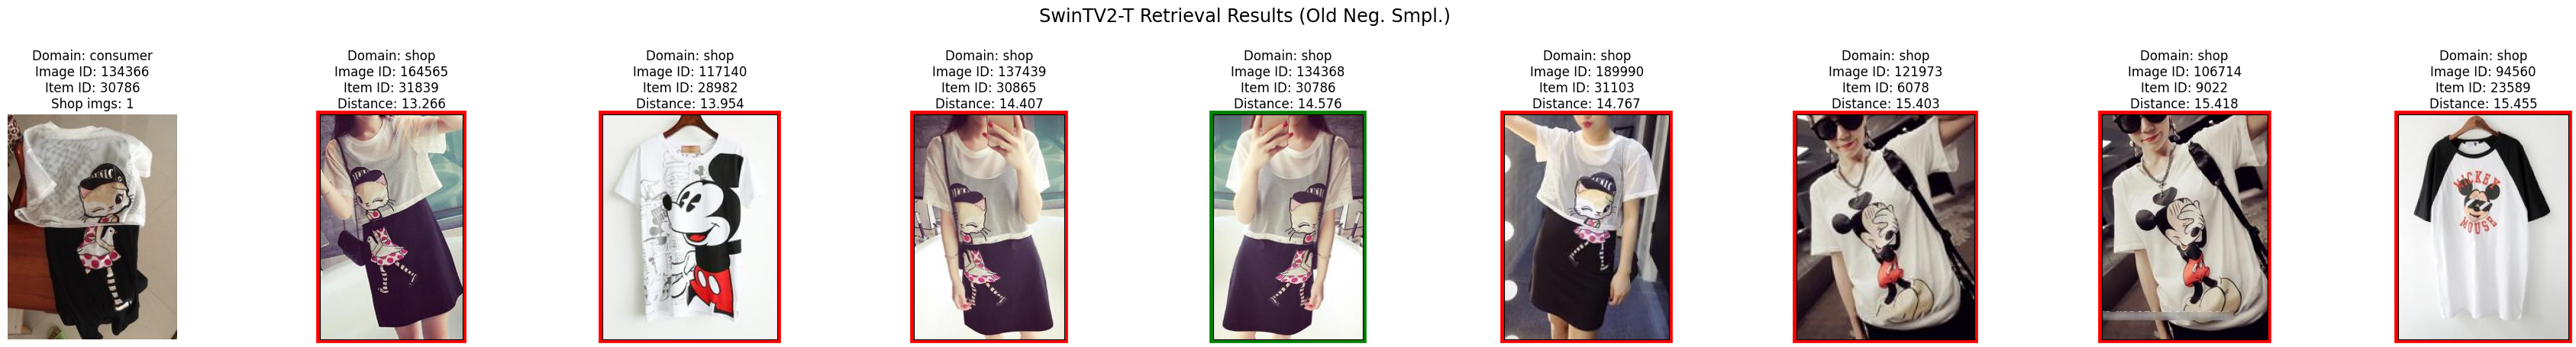 SwinTV2-T Retrieval Results (Old Neg. Smpl.)
Domain: consumer
Image ID: 134366
Item ID: 30786
Shop imgs: 1
Domain: shop
Image ID: 164565
Item ID: 31839
Distance: 13.266
Domain: shop
Image ID: 117140
Item ID: 28982
Distance: 13.954
Domain: shop
Image ID: 137439
Item ID: 30865
Distance: 14.407
Domain: shop
Image ID: 134368
Item ID: 30786
Distance: 14.576
Domain: shop
Image ID: 189990
Item ID: 31103
Distance: 14.767
Domain: shop
Image ID: 121973
Item ID: 6078
Distance: 15.403
Domain: shop
Image ID: 106714
Item ID: 9022
Distance: 15.418
Domain: shop
Image ID: 94560
Item ID: 23589
Distance: 15.455
MICKEY
MOUSE